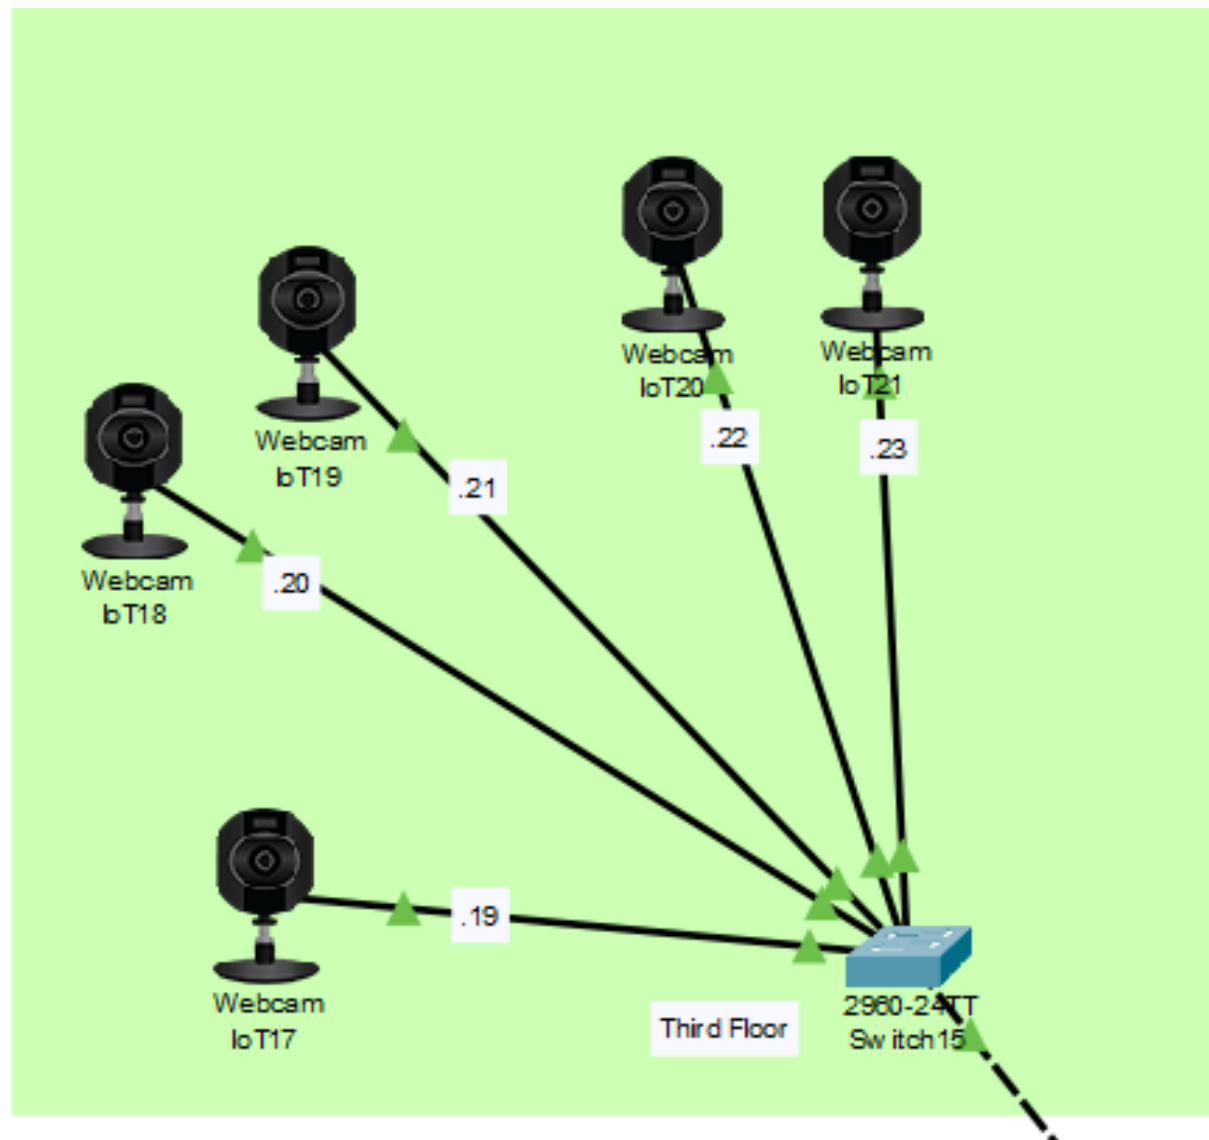 Webcam
IoT20
Webcam
IoT21
.22
.23
Webcam
IoT19
.21
Webcam
IoT18
.20
.19
Webcam
IoT17
Third Floor
2960-24TT
Switch15